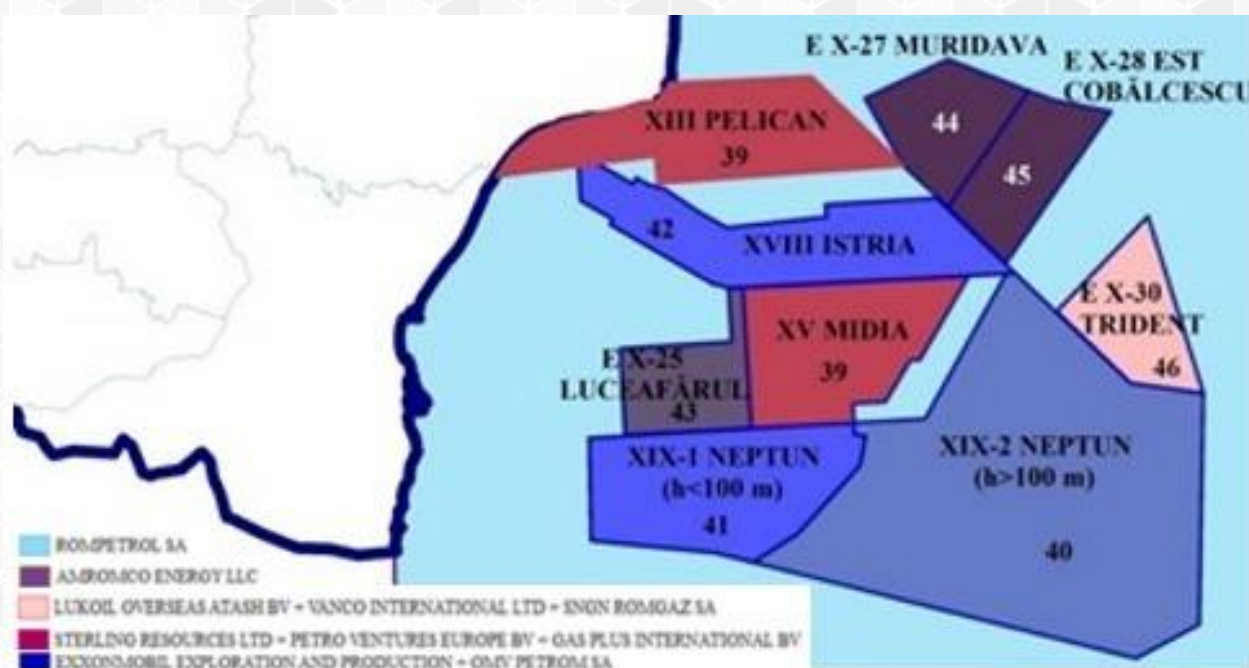 E X-27 MURIDAVA
E X-28 EST
COBĂLCESCU
XIII PELICAN
39
44
45
42
XVIII ISTRIA
E X-30
TRIDENT
46
XV MIDIA
39
E X-25
LUCEAFĂRUL
43
XIX-1 NEPTUN
(h<100 m)
41
XIX-2 NEPTUN
(h>100 m)
40
ROMPETROL SA
AMROMCO ENERGY LLC
LUKOIL OVERSEAS ATASH BV + VANCO INTERNATIONAL LTD + SNGN ROMGAZ SA
STERLING RESOURCES LTD + PETRO VENTURES EUROPE BV + GAS PLUS INTERNATIONAL BV
EXXONMOBIL EXPLORATION AND PRODUCTION + OMV PETROM SA